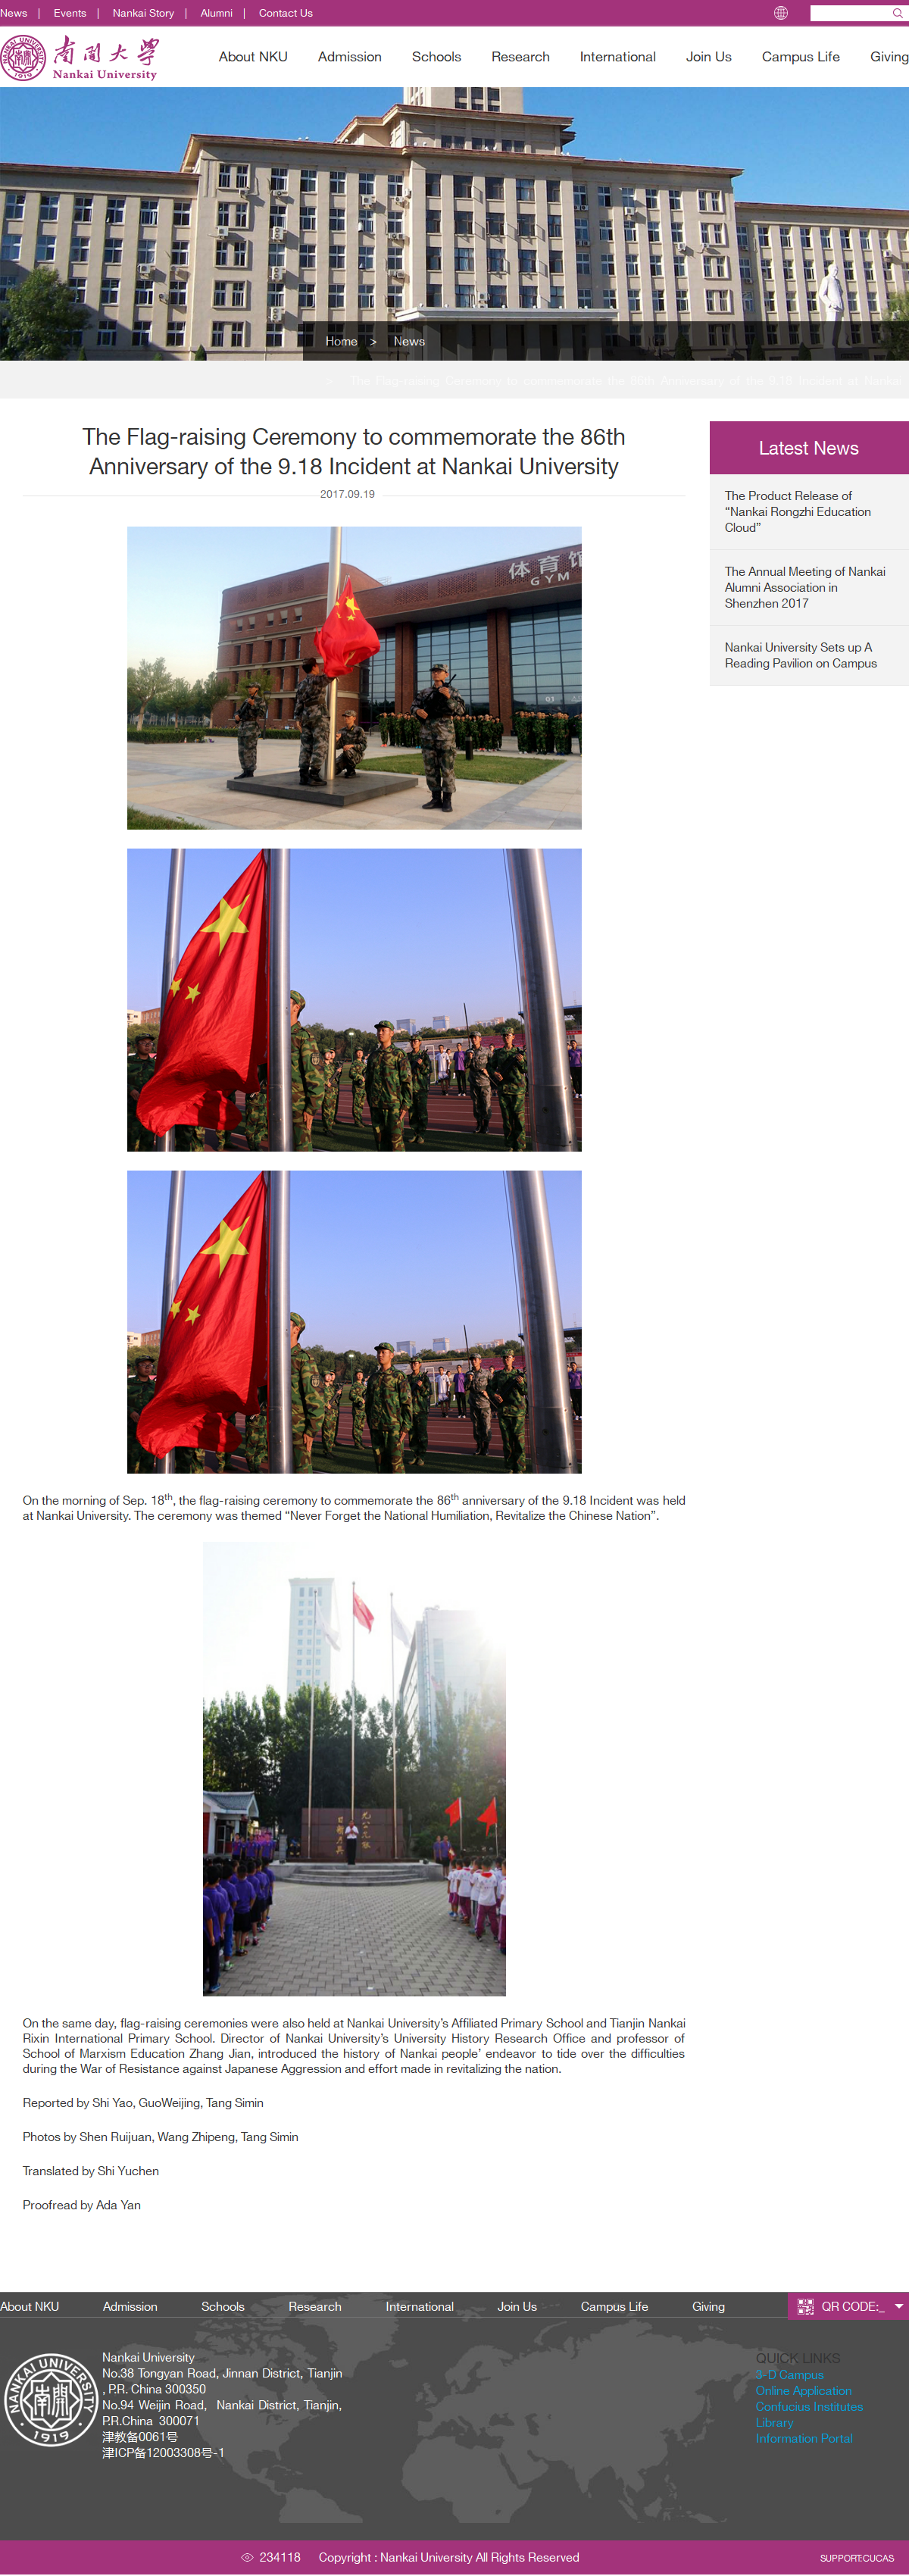 News | Events | Nankai Story | Alumni | Contact Us
南開大學
Nankai University
NANKAI UNIVERSITY
1919
About NKU Admission Schools Research International Join Us Campus Life Giving
Home > News
> The Flag-raising Ceremony to commemorate the 86th Anniversary of the 9.18 Incident at Nankai
The Flag-raising Ceremony to commemorate the 86th
Anniversary of the 9.18 Incident at Nankai University
2017.09.19
Latest News
The Product Release of
“Nankai Rongzhi Education
Cloud”
The Annual Meeting of Nankai
Alumni Association in
Shenzhen 2017
Nankai University Sets up A
Reading Pavilion on Campus
体育馆
GYM
On the morning of Sep. 18th, the flag-raising ceremony to commemorate the 86th anniversary of the 9.18 Incident was held
at Nankai University. The ceremony was themed “Never Forget the National Humiliation, Revitalize the Chinese Nation”.
On the same day, flag-raising ceremonies were also held at Nankai University’s Affiliated Primary School and Tianjin Nankai
Rixin International Primary School. Director of Nankai University’s University History Research Office and professor of
School of Marxism Education Zhang Jian, introduced the history of Nankai people’ endeavor to tide over the difficulties
during the War of Resistance against Japanese Aggression and effort made in revitalizing the nation.
Reported by Shi Yao, GuoWeijing, Tang Simin
Photos by Shen Ruijuan, Wang Zhipeng, Tang Simin
Translated by Shi Yuchen
Proofread by Ada Yan
About NKU Admission Schools Research International Join Us Campus Life Giving QR CODE:_
NANKAI UNIVERSITY
1919
Nankai University
No.38 Tongyan Road, Jinnan District, Tianjin
, P.R. China 300350
No.94 Weijin Road, Nankai District, Tianjin,
P.R.China 300071
津教备0061号
津ICP备12003308号-1
QUICK LINKS
3-D Campus
Online Application
Confucius Institutes
Library
Information Portal
234118 Copyright : Nankai University All Rights Reserved
SUPPORT:CUCAS